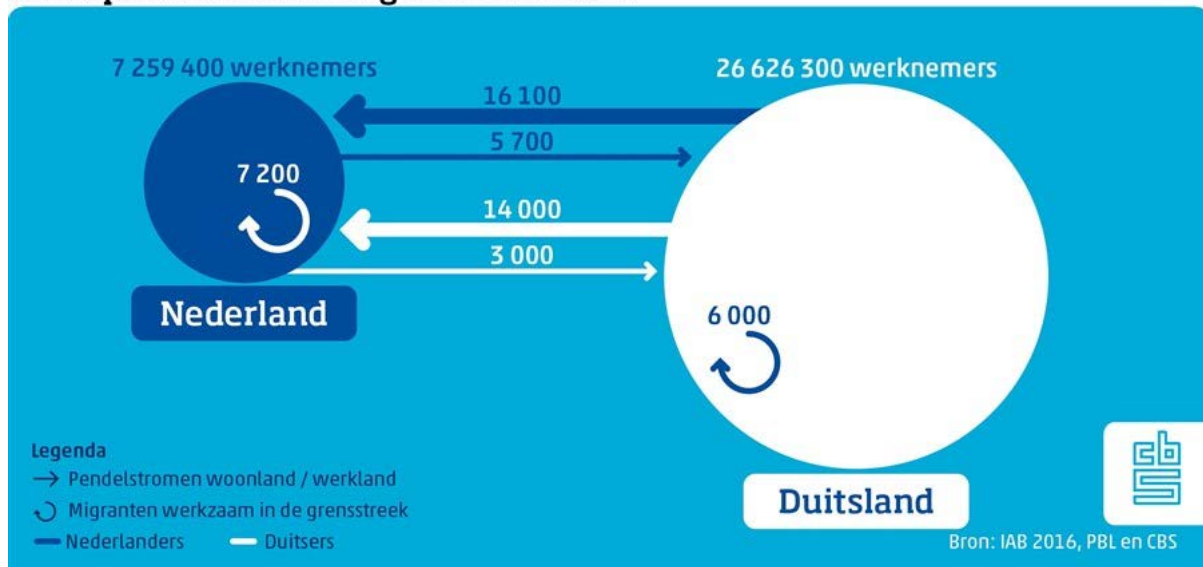 7 259 400 werknemers
26 626 300 werknemers
16 100
5 700
7 200
14 000
3 000
Nederland
6 000
Duitsland
Legenda
Pendelstromen woonland / werkland
Migranten werkzaam in de grensstreek
Nederlanders
Duitsers
cbs
Bron: IAB 2016, PBL en CBS